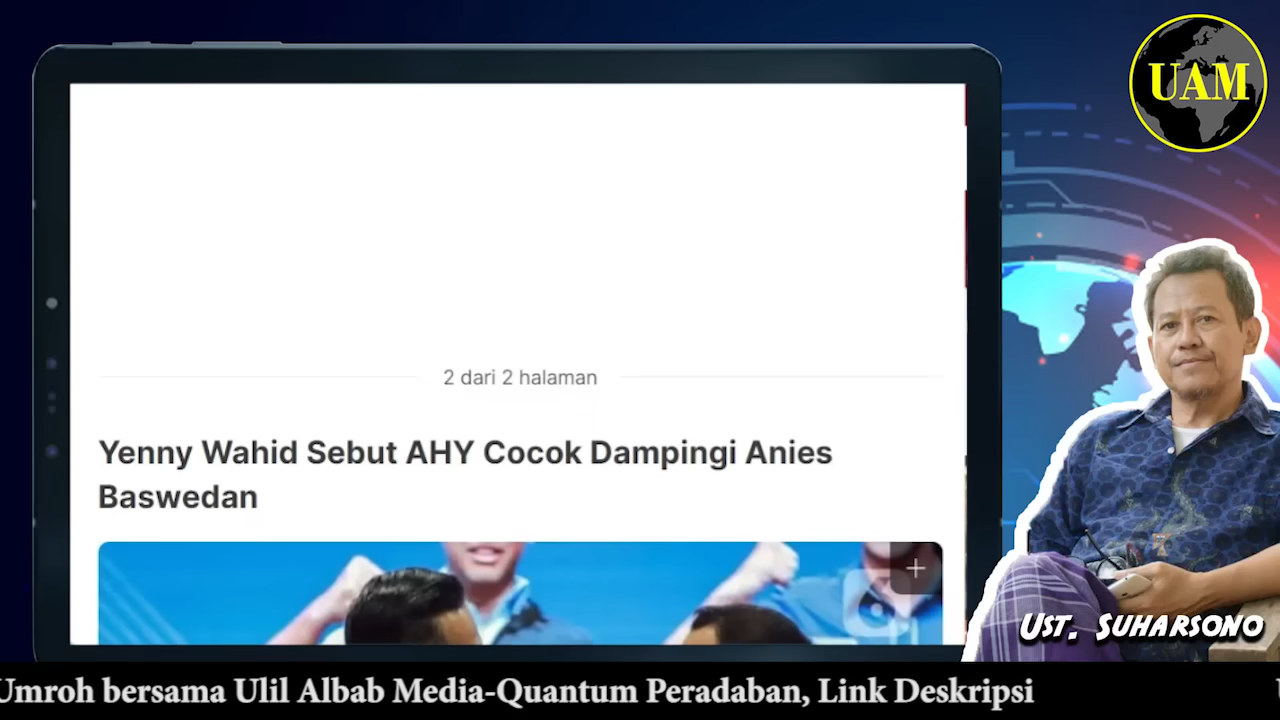 UAM
2 dari 2 halaman
Yenny Wahid Sebut AHY Cocok Dampingi Anies
Baswedan
UST. SUHARSONO
Umroh bersama Ulil Albab Media-Quantum Peradaban, Link Deskripsi